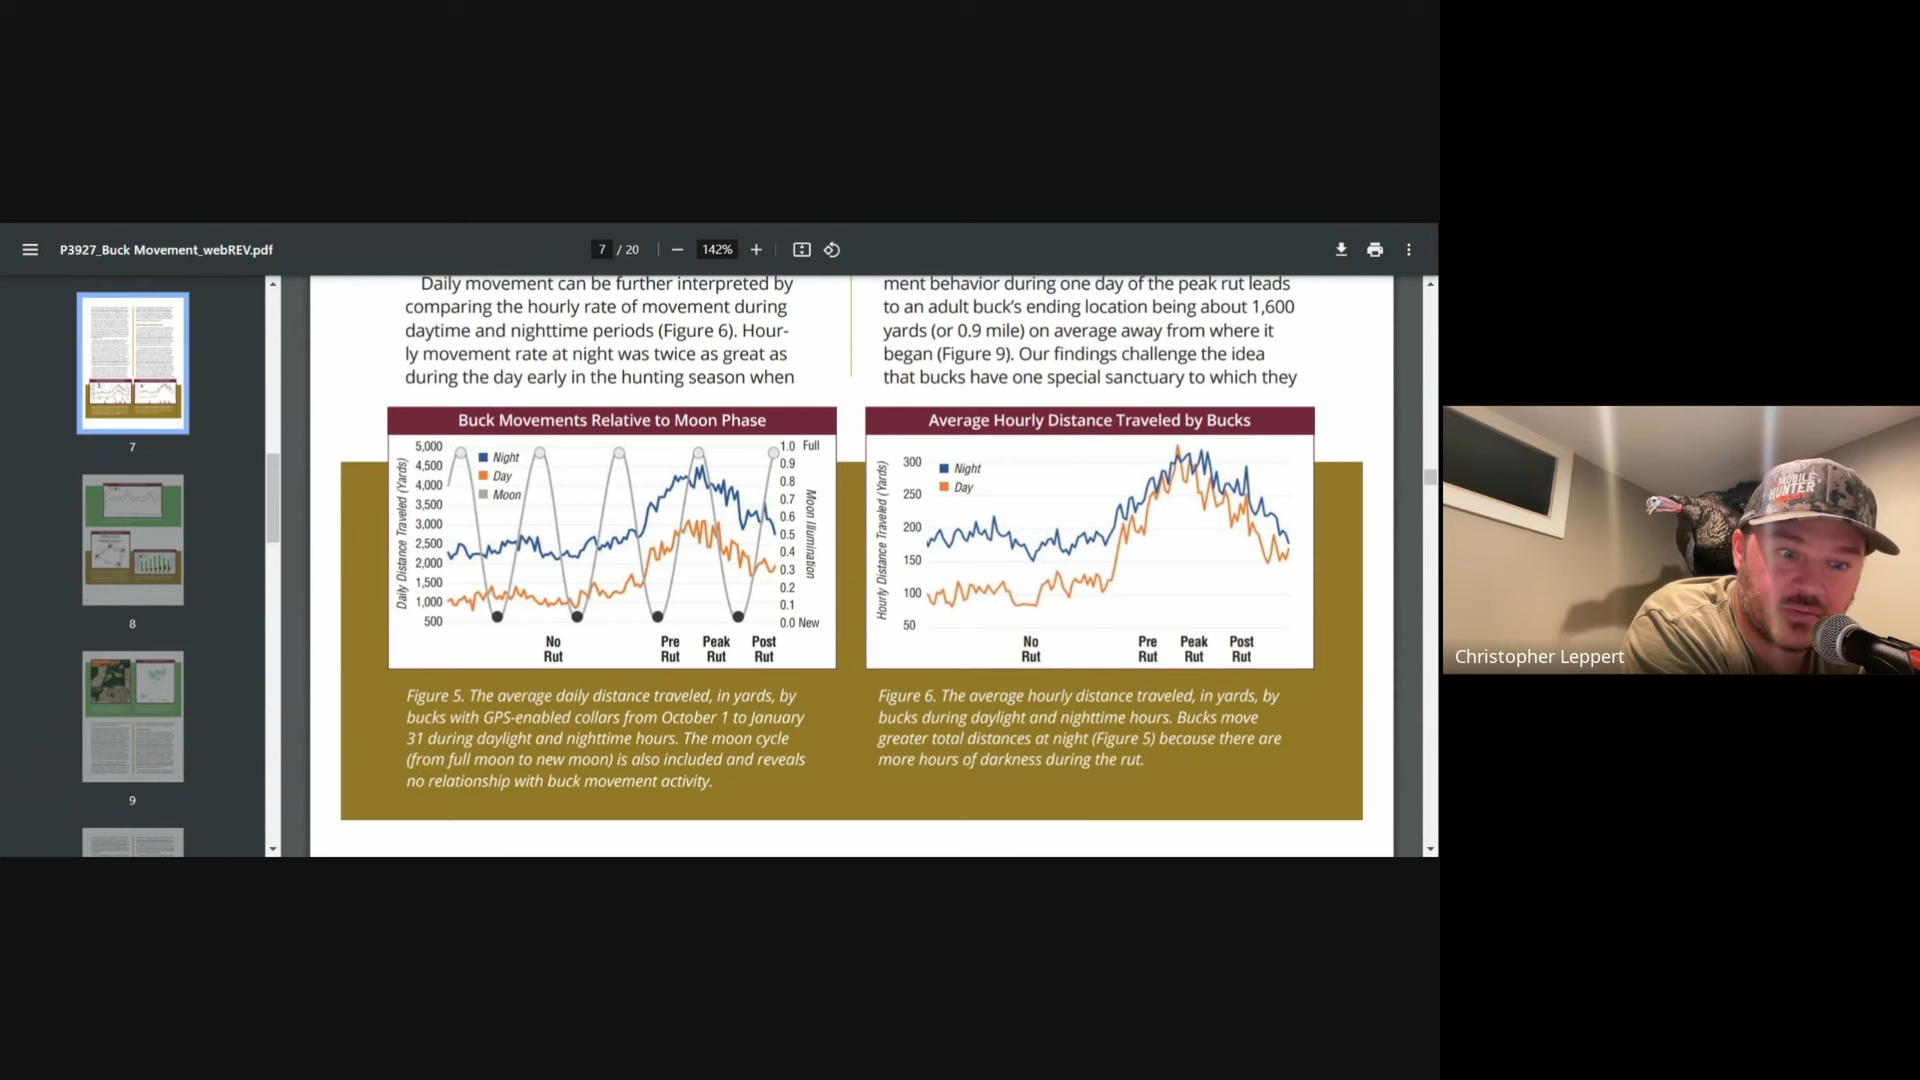 P3927_Buck Movement_webREV.pdf
7 / 20
142%
7
8
9
Daily movement can be further interpreted by
comparing the hourly rate of movement during
daytime and nighttime periods (Figure 6). Hour-
ly movement rate at night was twice as great as
during the day early in the hunting season when
ment behavior during one day of the peak rut leads
to an adult buck's ending location being about 1,600
yards (or 0.9 mile) on average away from where it
began (Figure 9). Our findings challenge the idea
that bucks have one special sanctuary to which they
Buck Movements Relative to Moon Phase
Daily Distance Traveled (Yards)
5,000
4,500
4,000
3,500
3,000
2,500
2,000
1,500
1,000
500
Night
Day
Moon
1.0 Full
0.9
0.8
0.7
0.6
0.5
0.4
0.3
0.2
0.1
0.0 New
Moon Illumination
No Rut
Pre Rut
Peak Rut
Post Rut
Figure 5. The average daily distance traveled, in yards, by
bucks with GPS-enabled collars from October 1 to January
31 during daylight and nighttime hours. The moon cycle
(from full moon to new moon) is also included and reveals
no relationship with buck movement activity.
Average Hourly Distance Traveled by Bucks
Hourly Distance Traveled (Yards)
300
250
200
150
100
50
Night
Day
No Rut
Pre Rut
Peak Rut
Post Rut
Figure 6. The average hourly distance traveled, in yards, by
bucks during daylight and nighttime hours. Bucks move
greater total distances at night (Figure 5) because there are
more hours of darkness during the rut.
MOBILE
HUNTER
Christopher Leppert